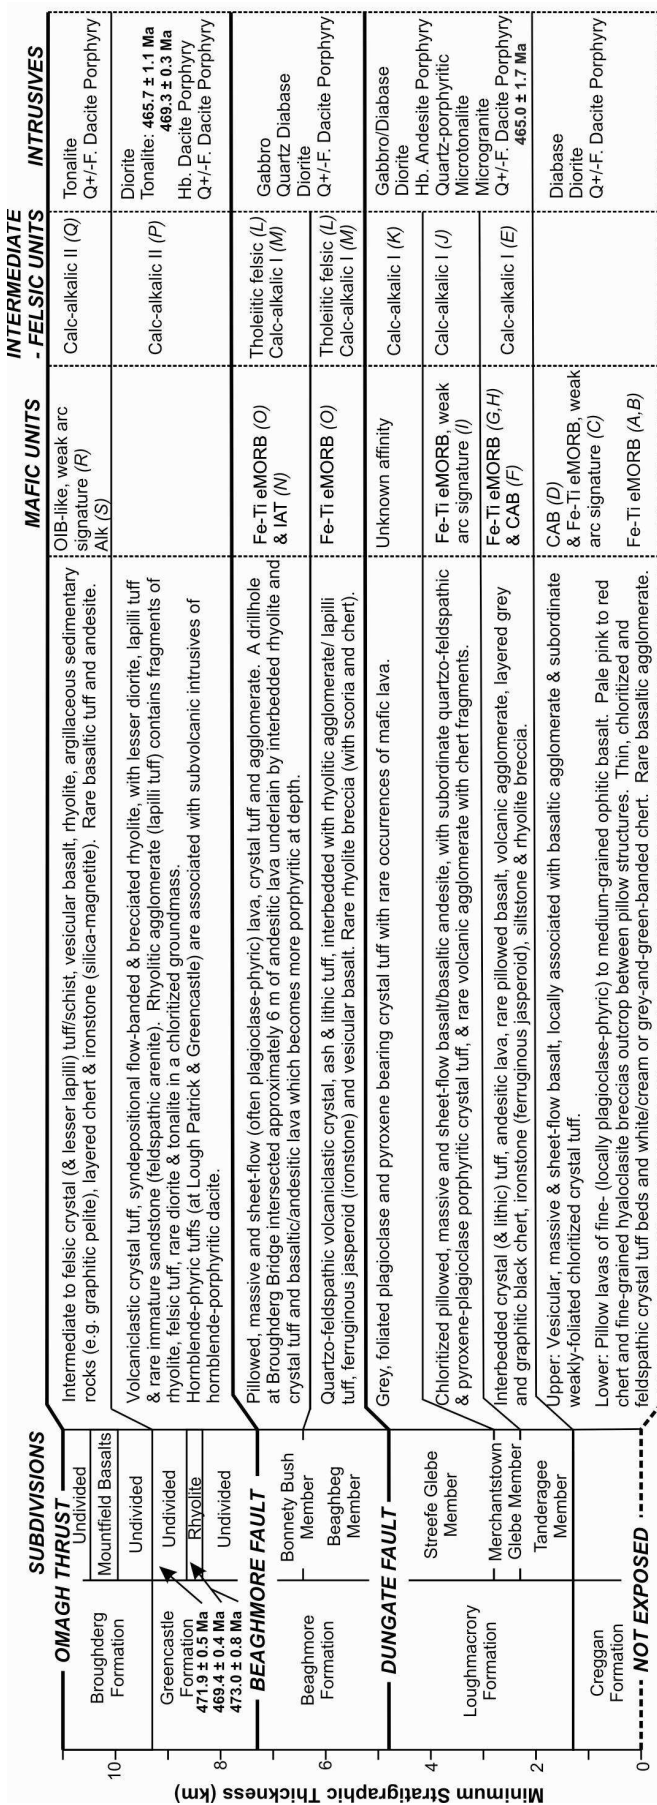 SUBDIVISIONS
MAFIC UNITS
INTERMEDIATE
- FELSIC UNITS
INTRUSIVES
OMAGH THRUST
Broughderg
Formation
Undivided
Mountfield Basalts
Undivided
Intermediate to felsic crystal (& lesser lapilli) tuff/schist, vesicular basalt, rhyolite, argillaceous sedimentary
rocks (e.g. graphitic pelite), layered chert & ironstone (silica-magnetite). Rare basaltic tuff and andesite.
OIB-like, weak arc
signature (R)
Alk (S)
Calc-alkalic II (Q)
Tonalite
Q+/-F. Dacite Porphyry
Greencastle
Formation
471.9 ± 0.5 Ma
469.4 ± 0.4 Ma
473.0 ± 0.8 Ma
Undivided
Rhyolite
Undivided
Volcaniclastic crystal tuff, syndepositional flow-banded & brecciated rhyolite, with lesser diorite, lapilli tuff
& rare immature sandstone (feldspathic arenite). Rhyolitic agglomerate (lapilli tuff) contains fragments of
rhyolite, felsic tuff, rare diorite & tonalite in a chloritized groundmass.
Hornblende-phyric tuffs (at Lough Patrick & Greencastle) are associated with subvolcanic intrusives of
hornblende-porphyritic dacite.
Calc-alkalic II (P)
Diorite
Tonalite: 465.7 ± 1.1 Ma
469.3 ± 0.3 Ma
Hb. Dacite Porphyry
Q+/-F. Dacite Porphyry
BEAGHMORE FAULT
Beaghmore
Formation
Bonnety Bush
Member
Pillowed, massive and sheet-flow (often plagioclase-phyric) lava, crystal tuff and agglomerate. A drillhole
at Broughderg Bridge intersected approximately 6 m of andesitic lava underlain by interbedded rhyolite and
crystal tuff and basaltic/andesitic lava which becomes more porphyritic at depth.
Fe-Ti eMORB (O)
& IAT (N)
Tholeiitic felsic (L)
Calc-alkalic I (M)
Gabbro
Quartz Diabase
Diorite
Q+/-F. Dacite Porphyry
Beaghbeg
Member
Quartzo-feldspathic volcaniclastic crystal, ash & lithic tuff, interbedded with rhyolitic agglomerate/ lapilli
tuff, ferruginous jasperoid (ironstone) and vesicular basalt. Rare rhyolite breccia (with scoria and chert).
Fe-Ti eMORB (O)
Tholeiitic felsic (L)
Calc-alkalic I (M)
DUNGATE FAULT
Loughmacrory
Formation
Streefe Glebe
Member
Grey, foliated plagioclase and pyroxene bearing crystal tuff with rare occurrences of mafic lava.
Unknown affinity
Calc-alkalic I (K)
Gabbro/Diabase
Diorite
Hb. Andesite Porphyry
Quartz-porphyritic
Microtonalite
Microgranite
Q+/-F. Dacite Porphyry
465.0 ± 1.7 Ma
Chloritized pillowed, massive and sheet-flow basalt/basaltic andesite, with subordinate quartzo-feldspathic
& pyroxene-plagioclase porphyritic crystal tuff, & rare volcanic agglomerate with chert fragments.
Fe-Ti eMORB, weak
arc signature (I)
Calc-alkalic I (J)
Merchantstown
Glebe Member
Interbedded crystal (& lithic) tuff, andesitic lava, rare pillowed basalt, volcanic agglomerate, layered grey
and graphitic black chert, ironstone (ferruginous jasperoid), siltstone & rhyolite breccia.
Fe-Ti eMORB (G,H)
& CAB (F)
Calc-alkalic I (E)
Tanderagee
Member
Upper: Vesicular, massive & sheet-flow basalt, locally associated with basaltic agglomerate & subordinate
weakly-foliated chloritized crystal tuff.
CAB (D)
& Fe-Ti eMORB, weak
arc signature (C)
Diabase
Diorite
Q+/-F. Dacite Porphyry
Creggan
Formation
Lower: Pillow lavas of fine- (locally plagioclase-phyric) to medium-grained ophitic basalt. Pale pink to red
chert and fine-grained hyaloclasite breccias outcrop between pillow structures. Thin, chloritized and
feldspathic crystal tuff beds and white/cream or grey-and-green-banded chert. Rare basaltic agglomerate.
Fe-Ti eMORB (A,B)
NOT EXPOSED
10
8
6
4
2
0
Minimum Stratigraphic Thickness (km)